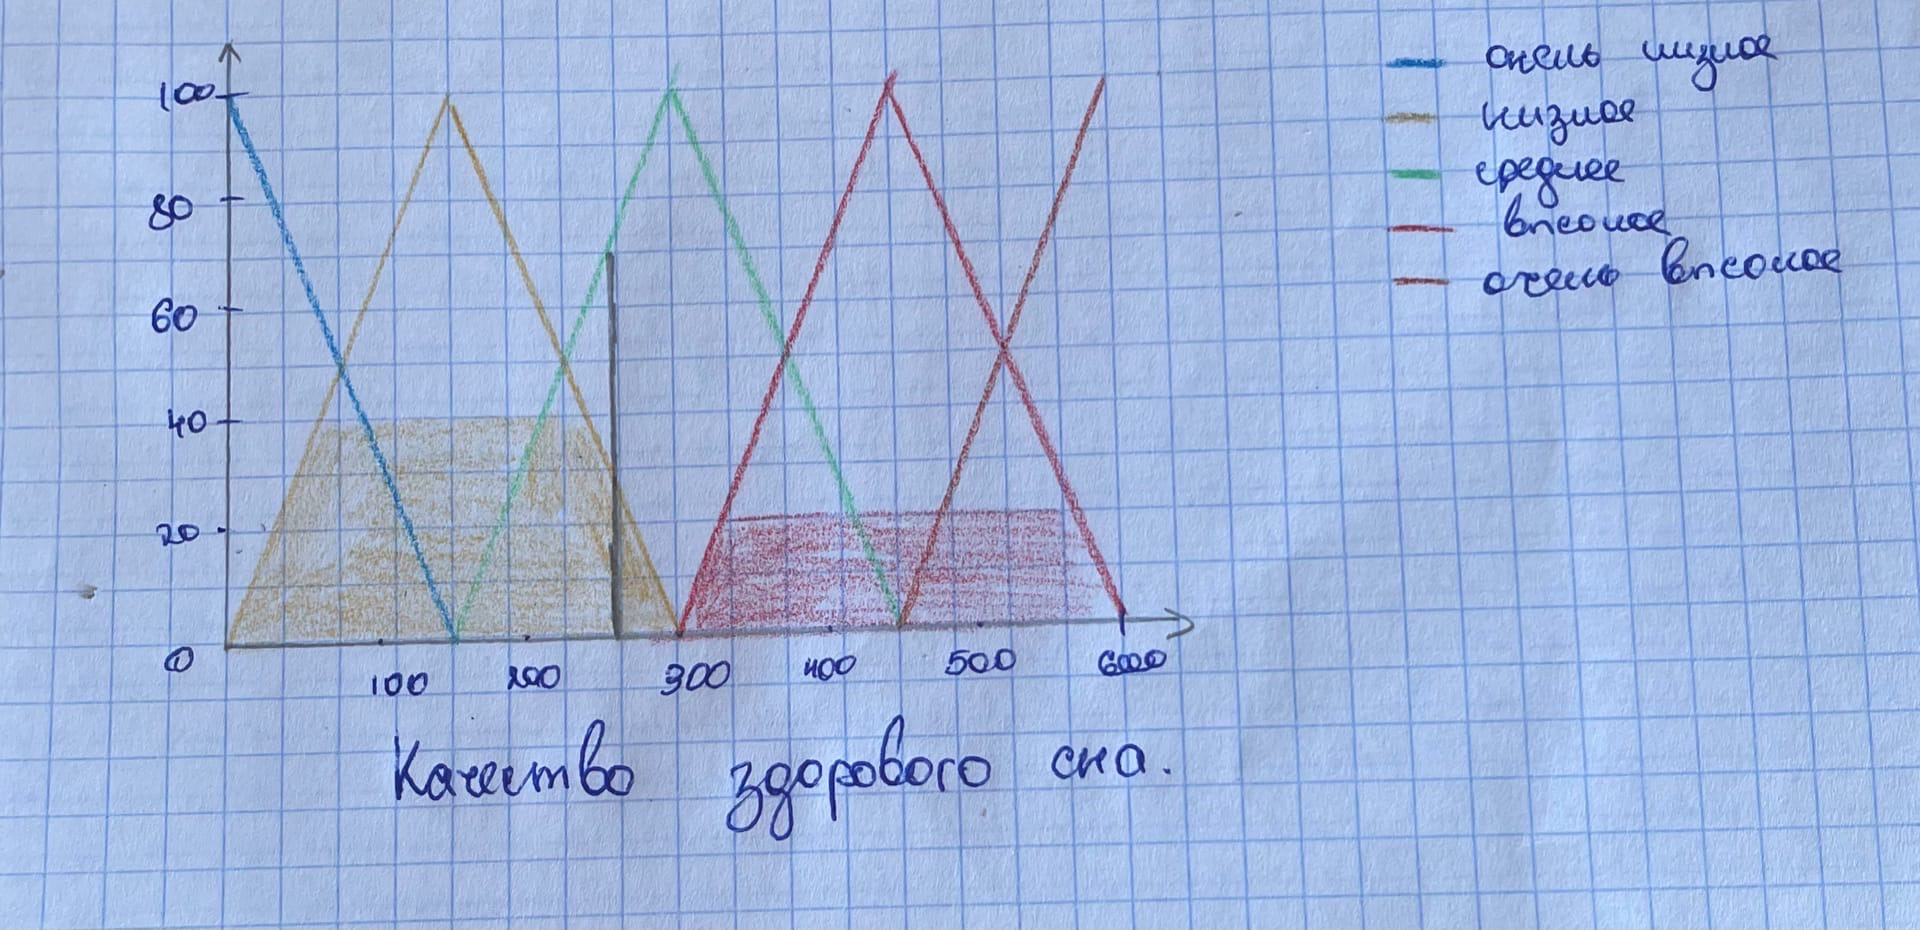 100
80
60
40
20
0
100 200 300 400 500 600
Качество здорового сна.
очень низкое
низкое
среднее
высокое
очень высокое